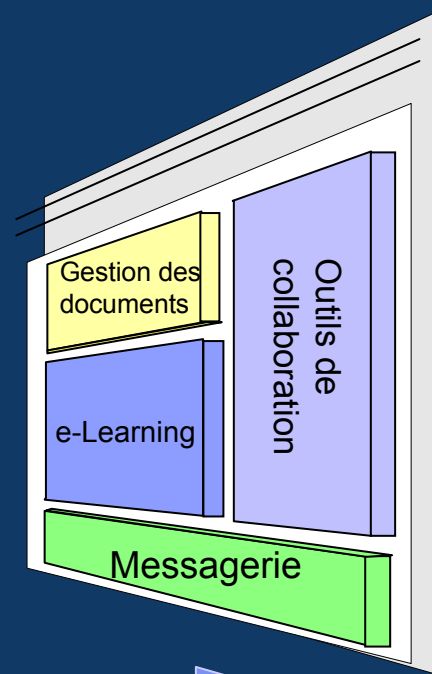 Gestion des
documents
Outils de
collaboration
e-Learning
Messagerie